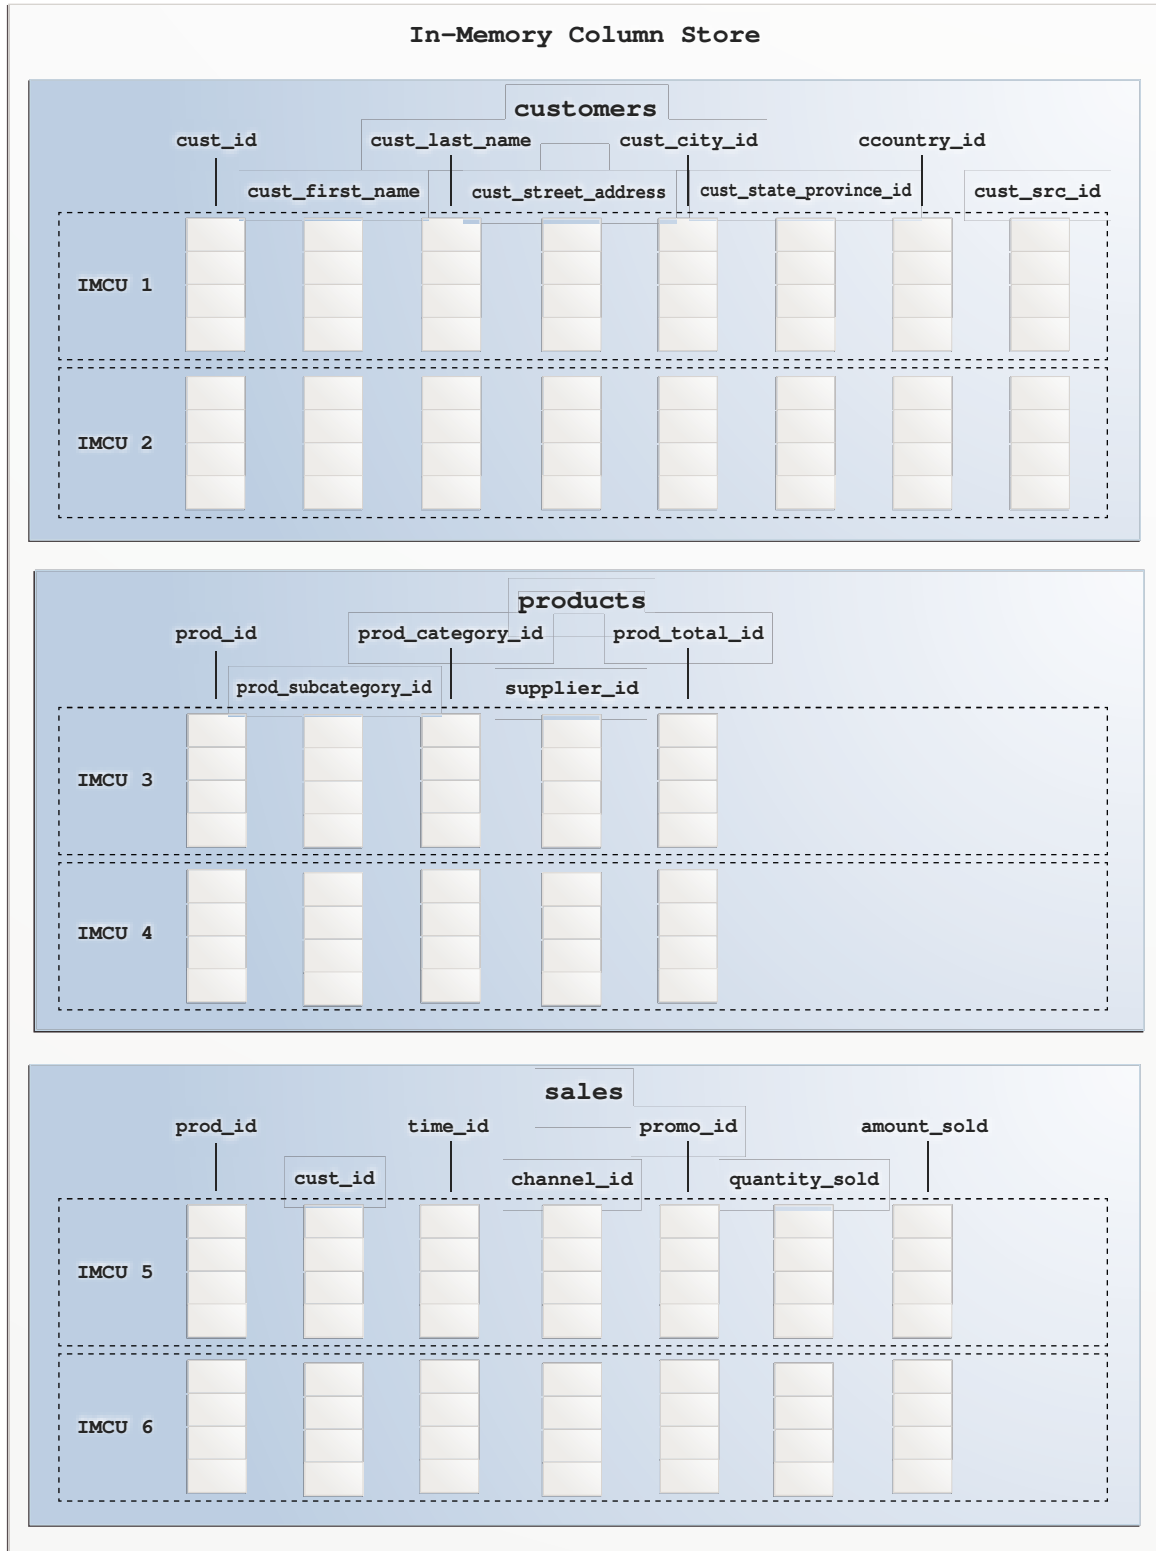 In-Memory Column Store
customers
cust_id cust_last_name cust_city_id ccountry_id
cust_first_name cust_street_address cust_state_province_id cust_src_id
IMCU 1
IMCU 2
products
prod_id prod_category_id prod_total_id
prod_subcategory_id supplier_id
IMCU 3
IMCU 4
sales
prod_id time_id promo_id amount_sold
cust_id channel_id quantity_sold
IMCU 5
IMCU 6